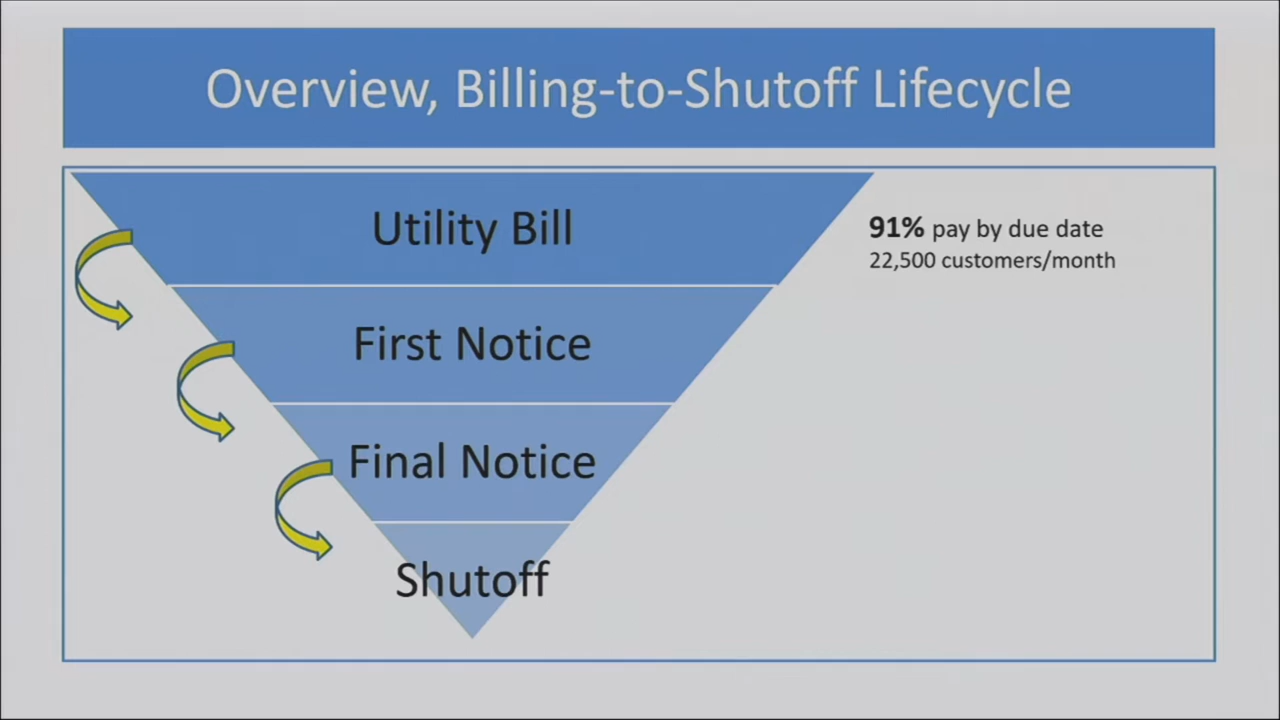 Overview, Billing-to-Shutoff Lifecycle
Utility Bill
91% pay by due date
22,500 customers/month
First Notice
Final Notice
Shutoff